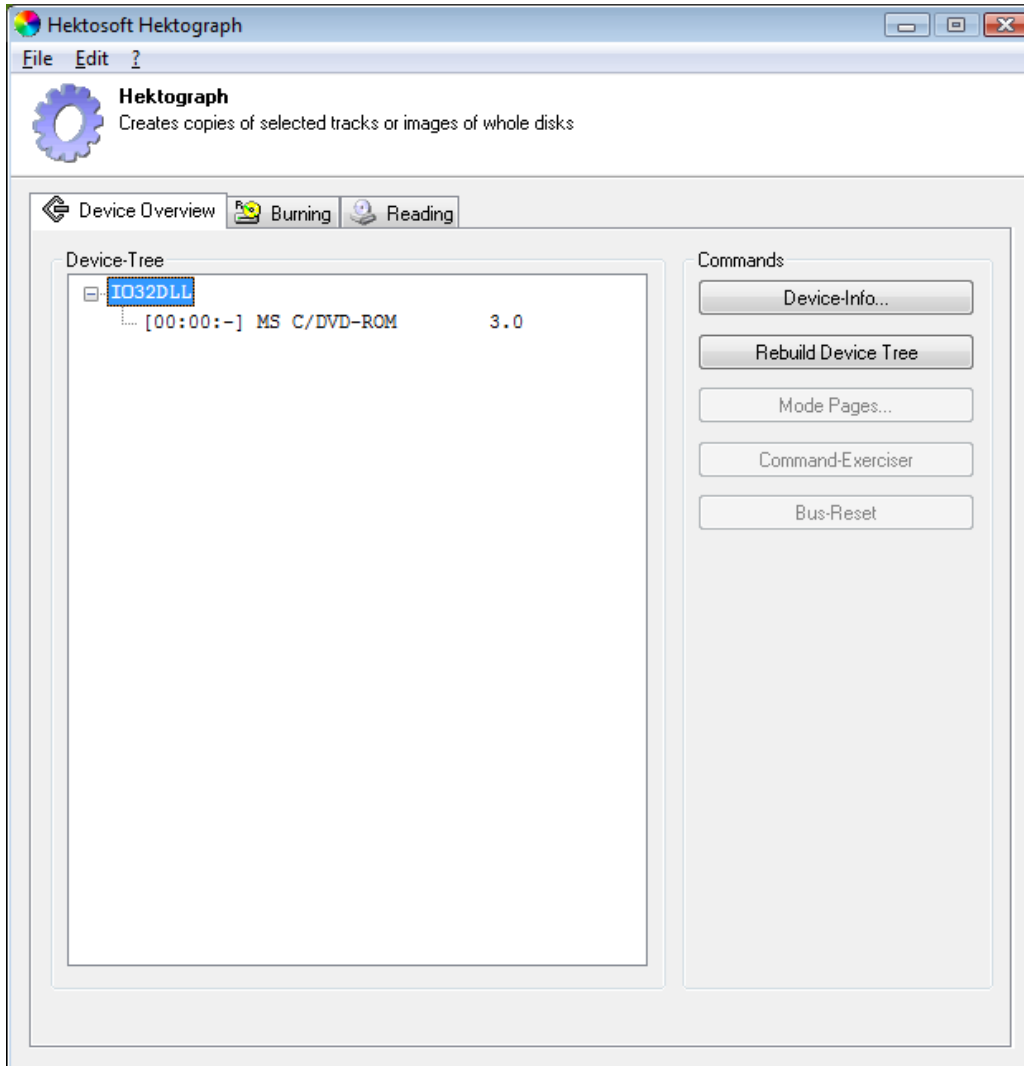 Hektosoft Hektograph
File Edit ?
Hektograph
Creates copies of selected tracks or images of whole disks
Device Overview Burning Reading
Device-Tree
IO32DLL
[00:00:-] MS C/DVD-ROM 3.0
Commands
Device-Info...
Rebuild Device Tree
Mode Pages...
Command-Exerciser
Bus-Reset